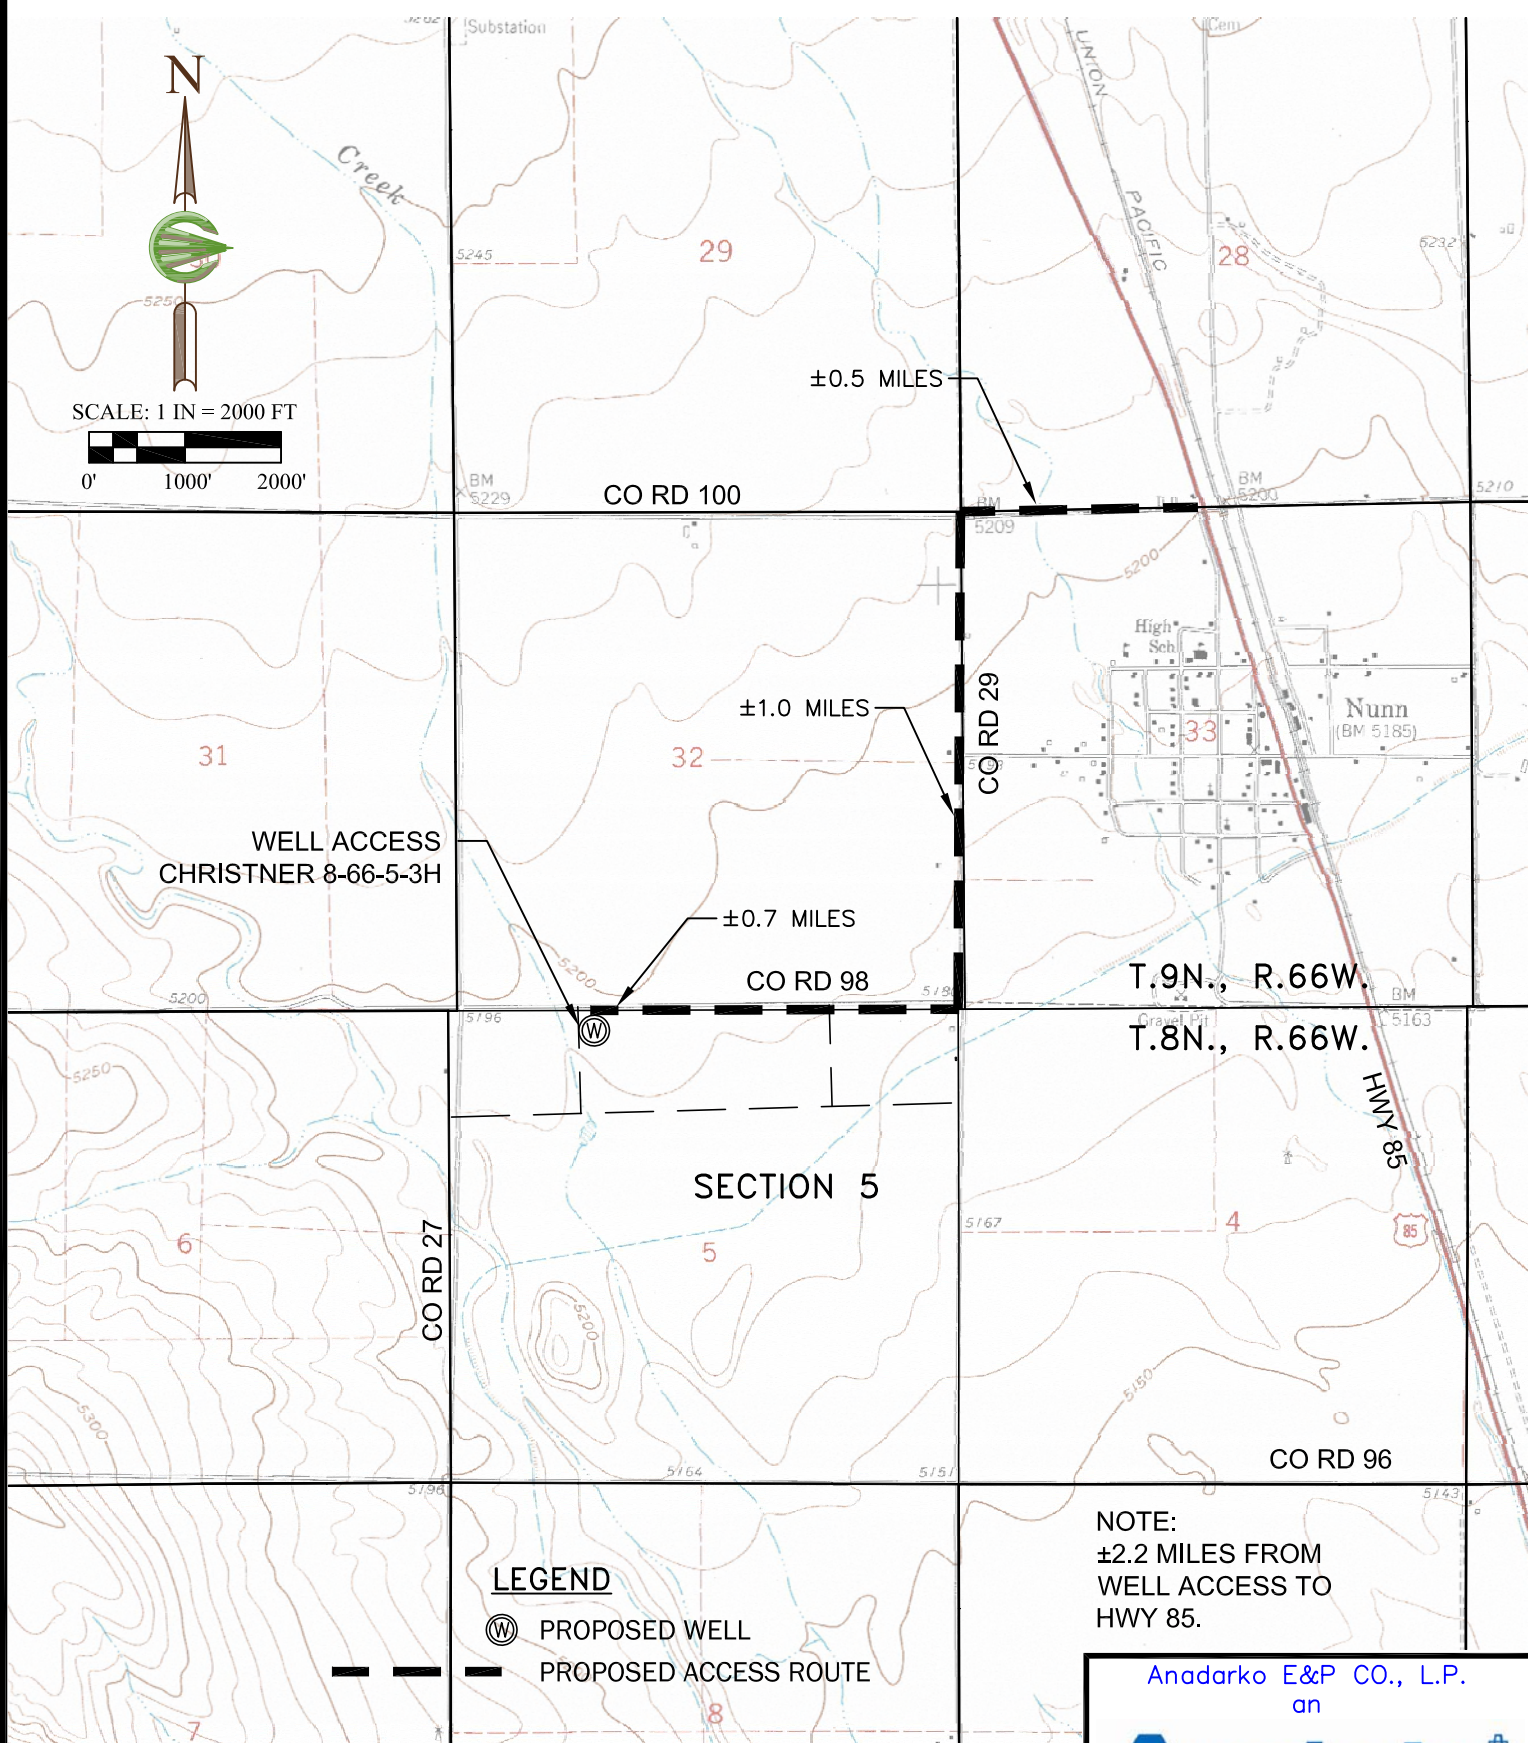 5262
Substation
Cem
UNION
N
Creek
PACIFIC
5245
29
28
5232
5250
±0.5 MILES
SCALE: 1 IN = 2000 FT
0' 1000' 2000'
BM
5229
CO RD 100
BM
5209
BM
5200
5210
5200
High
Sch
CO RD 29
±1.0 MILES
Nunn
(BM 5185)
31
32
33
WELL ACCESS
CHRISTNER 8-66-5-3H
±0.7 MILES
5200
CO RD 98
T.9N., R.66W.
5200
5196
W
Gravel Pit
BM
5163
T.8N., R.66W.
5250
HWY 85
SECTION 5
CO RD 27
6
5
5167
4
85
5200
5150
5300
CO RD 96
5164
5151
5196
5143
NOTE:
±2.2 MILES FROM
WELL ACCESS TO
HWY 85.
LEGEND
W PROPOSED WELL
PROPOSED ACCESS ROUTE
7
8
Anadarko E&P CO., L.P.
an